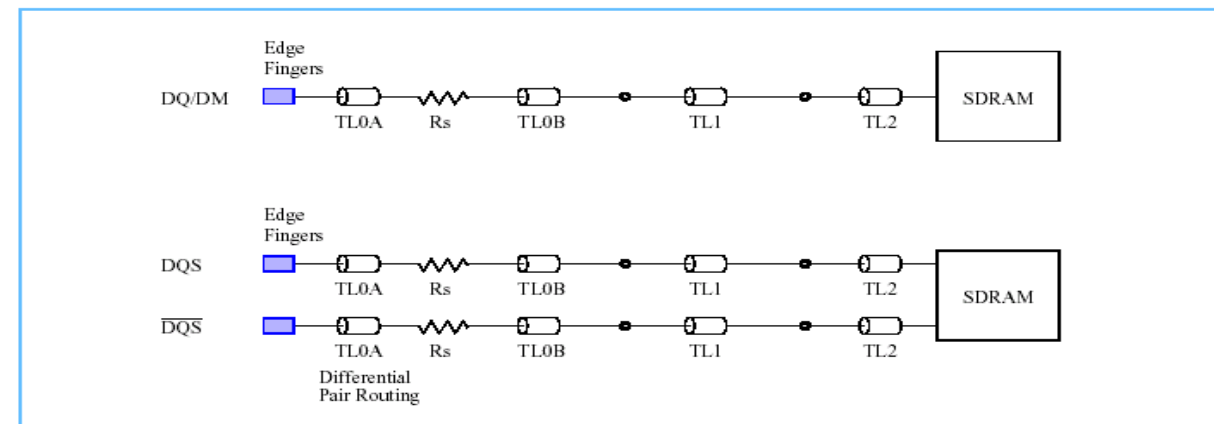 Edge
Fingers
DQ/DM
SDRAM
TL0A Rs TL0B TL1 TL2
Edge
Fingers
DQS
TL0A Rs TL0B TL1 TL2
SDRAM
D̅Q̅S̅
TL0A Rs TL0B TL1 TL2
Differential
Pair Routing